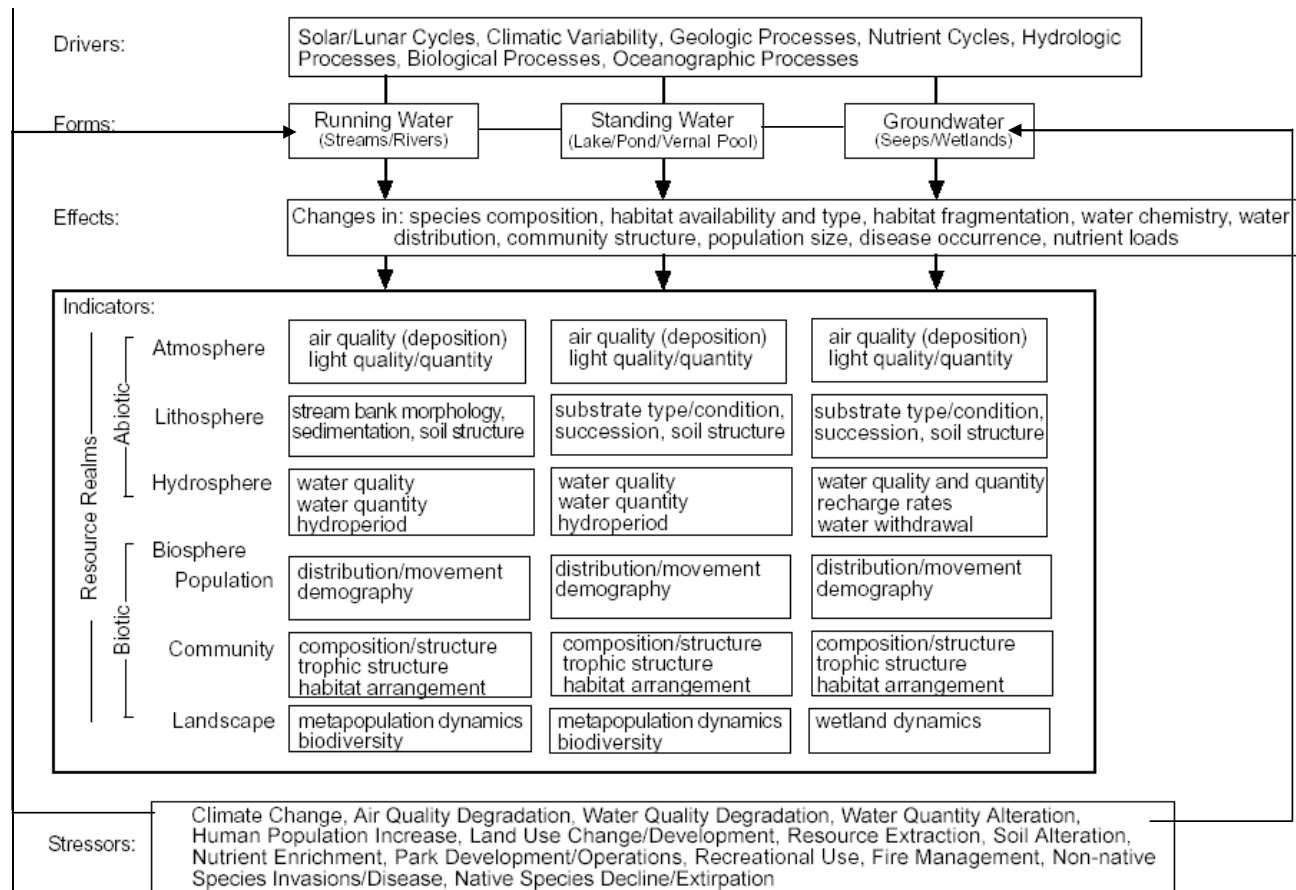 Drivers:
Solar/Lunar Cycles, Climatic Variability, Geologic Processes, Nutrient Cycles, Hydrologic
Processes, Biological Processes, Oceanographic Processes
Forms:
Running Water
(Streams/Rivers)
Standing Water
(Lake/Pond/Vernal Pool)
Groundwater
(Seeps/Wetlands)
Effects:
Changes in: species composition, habitat availability and type, habitat fragmentation, water chemistry, water
distribution, community structure, population size, disease occurrence, nutrient loads
Indicators:
Resource Realms
Abiotic
Atmosphere
air quality (deposition)
light quality/quantity
air quality (deposition)
light quality/quantity
air quality (deposition)
light quality/quantity
Lithosphere
stream bank morphology,
sedimentation, soil structure
substrate type/condition,
succession, soil structure
substrate type/condition,
succession, soil structure
Hydrosphere
water quality
water quantity
hydroperiod
water quality
water quantity
hydroperiod
water quality and quantity
recharge rates
water withdrawal
Biotic
Biosphere
Population
distribution/movement
demography
distribution/movement
demography
distribution/movement
demography
Community
composition/structure
trophic structure
habitat arrangement
composition/structure
trophic structure
habitat arrangement
composition/structure
trophic structure
habitat arrangement
Landscape
metapopulation dynamics
biodiversity
metapopulation dynamics
biodiversity
wetland dynamics
Stressors:
Climate Change, Air Quality Degradation, Water Quality Degradation, Water Quantity Alteration,
Human Population Increase, Land Use Change/Development, Resource Extraction, Soil Alteration,
Nutrient Enrichment, Park Development/Operations, Recreational Use, Fire Management, Non-native
Species Invasions/Disease, Native Species Decline/Extirpation